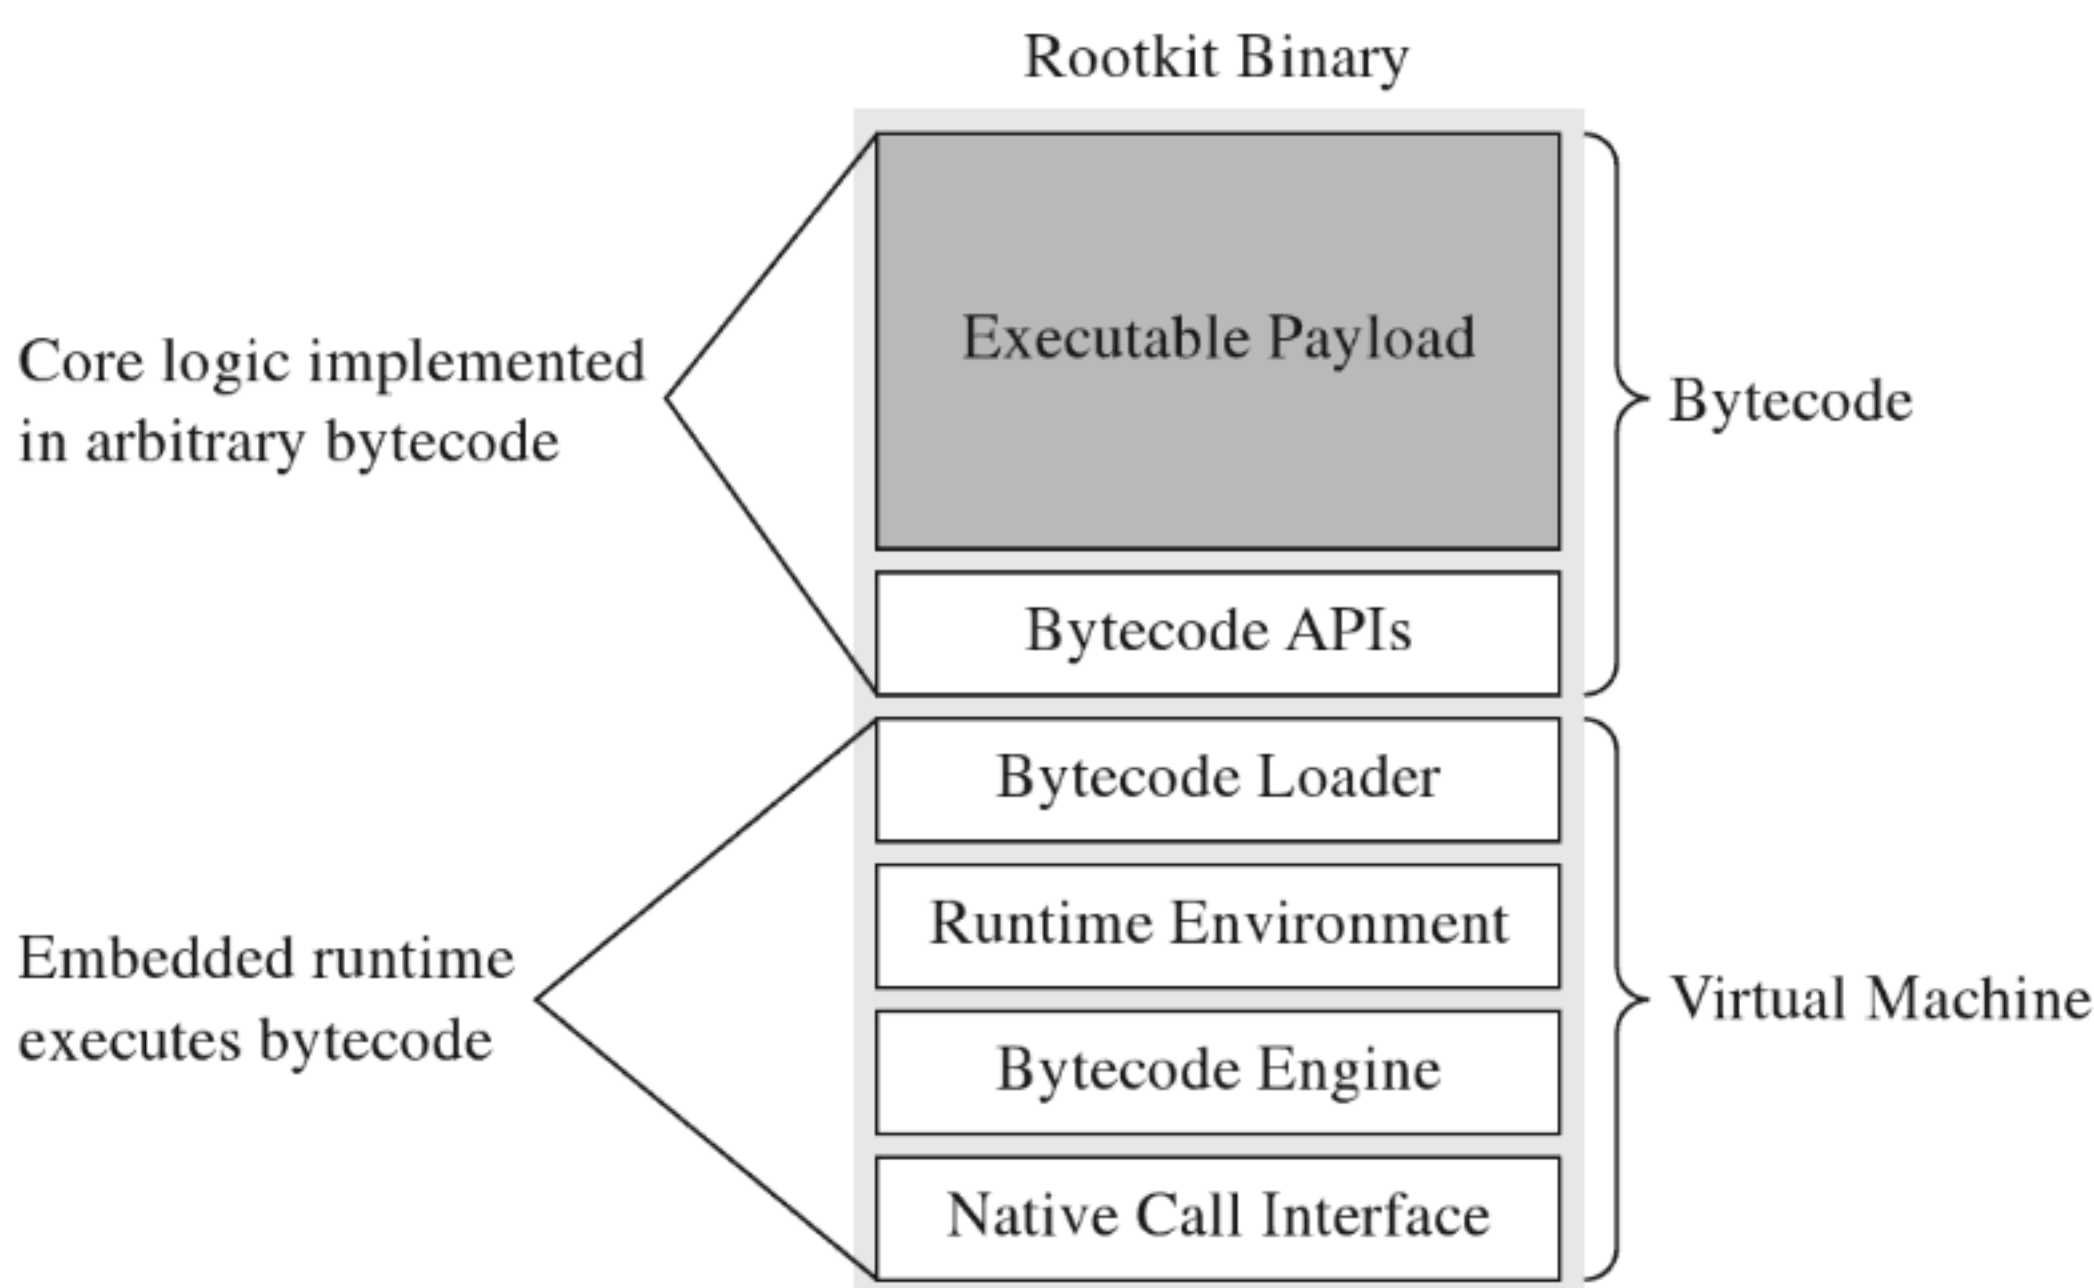 Rootkit Binary
Executable Payload
Core logic implemented
in arbitrary bytecode
Bytecode
Bytecode APIs
Bytecode Loader
Runtime Environment
Embedded runtime
executes bytecode
Virtual Machine
Bytecode Engine
Native Call Interface